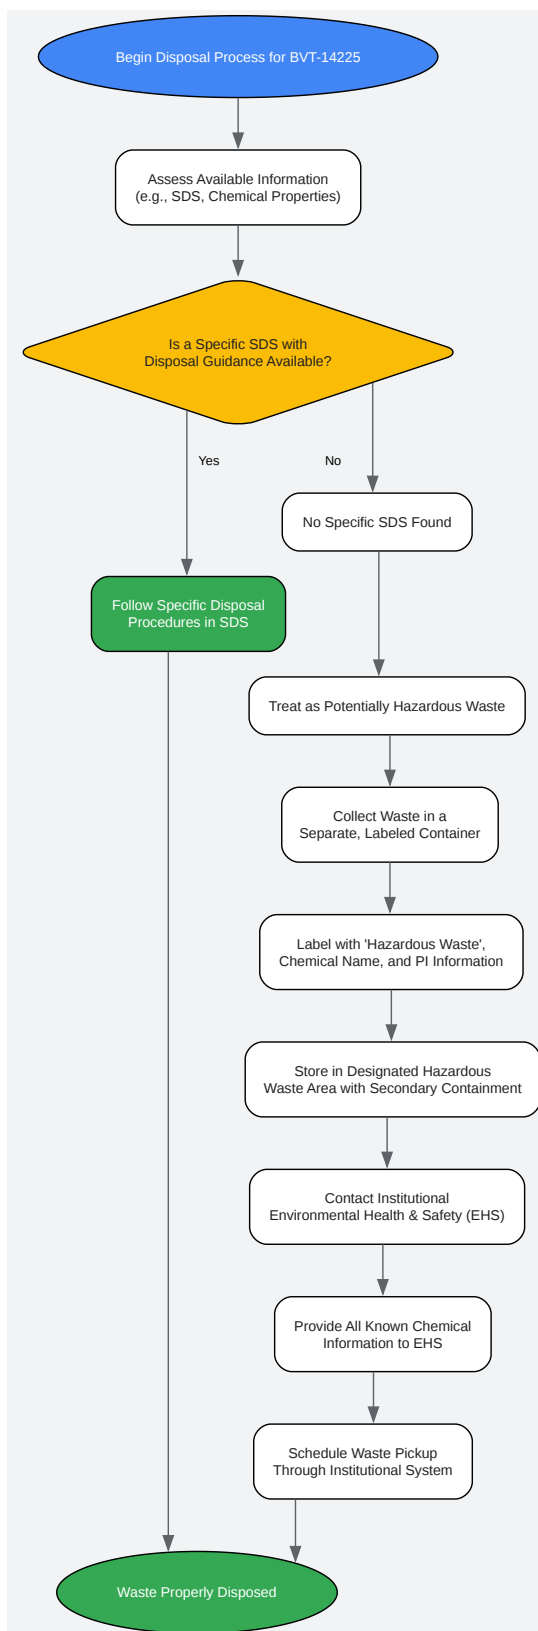 Begin Disposal Process for BVT-14225
Assess Available Information
(e.g., SDS, Chemical Properties)
Is a Specific SDS with
Disposal Guidance Available?
Yes
No
No Specific SDS Found
Follow Specific Disposal
Procedures in SDS
Treat as Potentially Hazardous Waste
Collect Waste in a
Separate, Labeled Container
Label with 'Hazardous Waste',
Chemical Name, and PI Information
Store in Designated Hazardous
Waste Area with Secondary Containment
Contact Institutional
Environmental Health & Safety (EHS)
Provide All Known Chemical
Information to EHS
Schedule Waste Pickup
Through Institutional System
Waste Properly Disposed